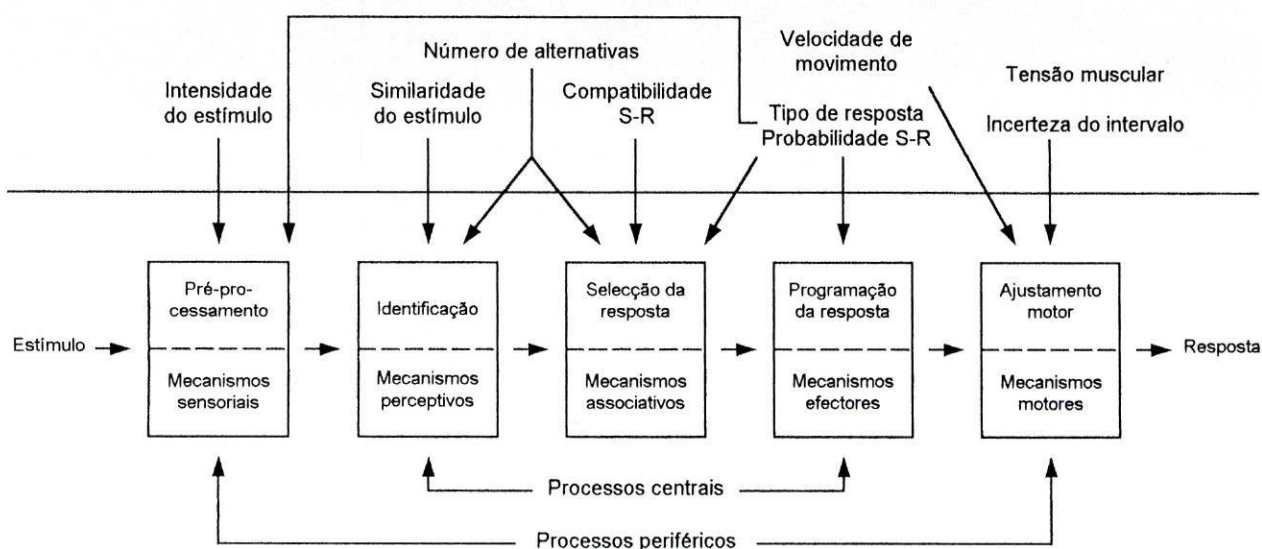 Número de alternativas
Velocidade de
movimento
Intensidade
do estímulo
Similaridade
do estímulo
Compatibilidade
S-R
Tipo de resposta
Probabilidade S-R
Tensão muscular
Incerteza do intervalo
Estímulo
Pré-pro-
cessamento
Mecanismos
sensoriais
Identificação
Mecanismos
perceptivos
Selecção da
resposta
Mecanismos
associativos
Programação
da resposta
Mecanismos
efectores
Ajustamento
motor
Mecanismos
motores
Resposta
Processos centrais
Processos periféricos